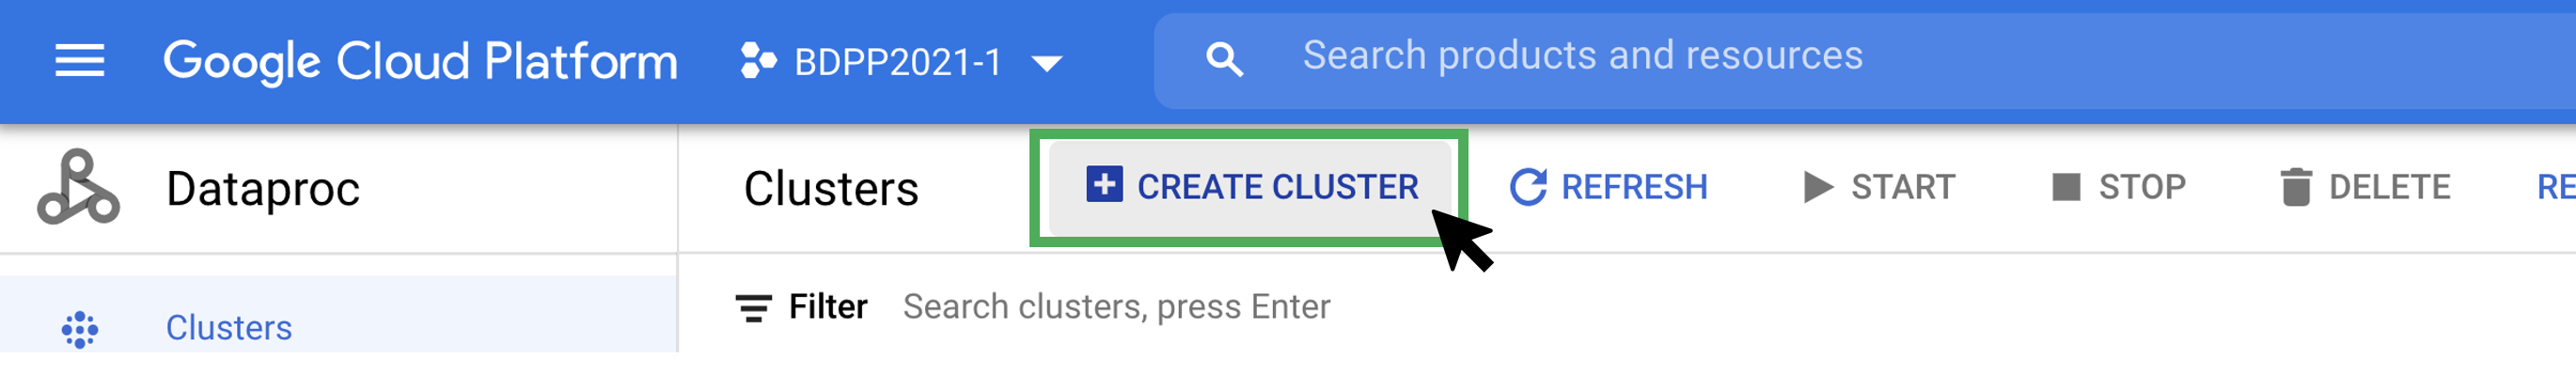 Google Cloud Platform BDPP2021-1 Search products and resources
Dataproc Clusters CREATE CLUSTER REFRESH START STOP DELETE RE
Filter Search clusters, press Enter
Clusters